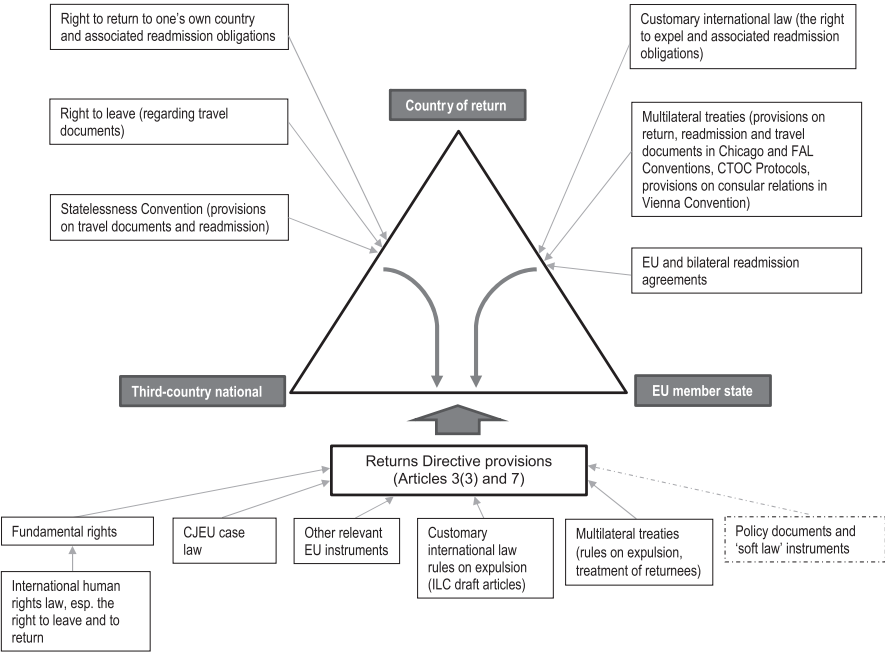 Right to return to one's own country
and associated readmission obligations
Customary international law (the right
to expel and associated readmission
obligations)
Country of return
Right to leave (regarding travel
documents)
Multilateral treaties (provisions on
return, readmission and travel
documents in Chicago and FAL
Conventions, CTOC Protocols,
provisions on consular relations in
Vienna Convention)
Statelessness Convention (provisions
on travel documents and readmission)
EU and bilateral readmission
agreements
Third-country national
EU member state
Returns Directive provisions
(Articles 3(3) and 7)
Fundamental rights
CJEU case
law
Other relevant
EU instruments
Customary
international law
rules on expulsion
(ILC draft articles)
Multilateral treaties
(rules on expulsion,
treatment of returnees)
Policy documents and
‘soft law’ instruments
International human
rights law, esp. the
right to leave and to
return